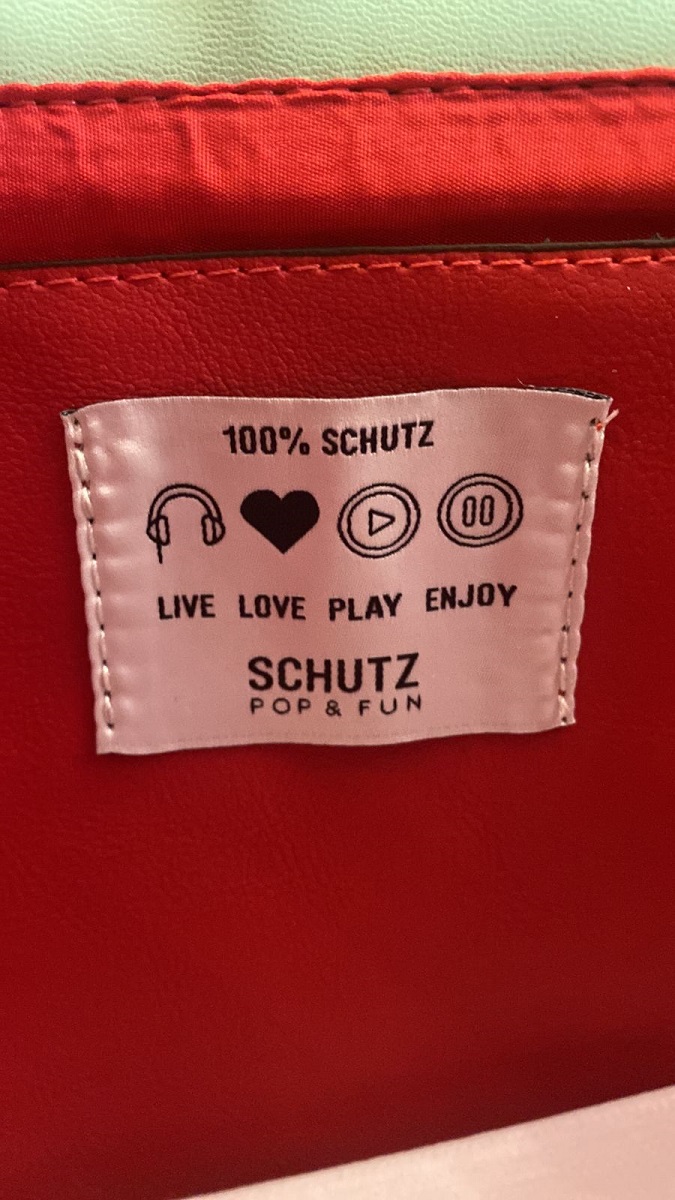 100% SCHUTZ
LIVE LOVE PLAY ENJOY
SCHUTZ
POP & FUN